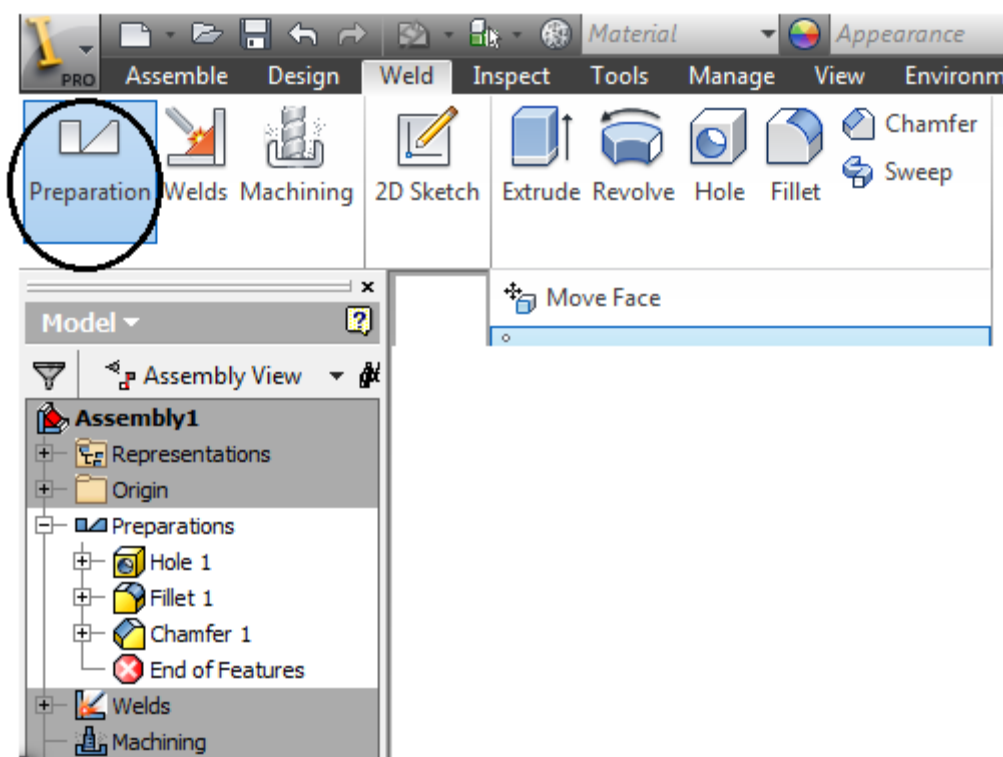 Material Appearance
PRO Assemble Design Weld Inspect Tools Manage View Environm
Chamfer
Sweep
Preparation Welds Machining 2D Sketch Extrude Revolve Hole Fillet
Move Face
Model
Assembly View
Assembly1
Representations
Origin
Preparations
Hole 1
Fillet 1
Chamfer 1
End of Features
Welds
Machining